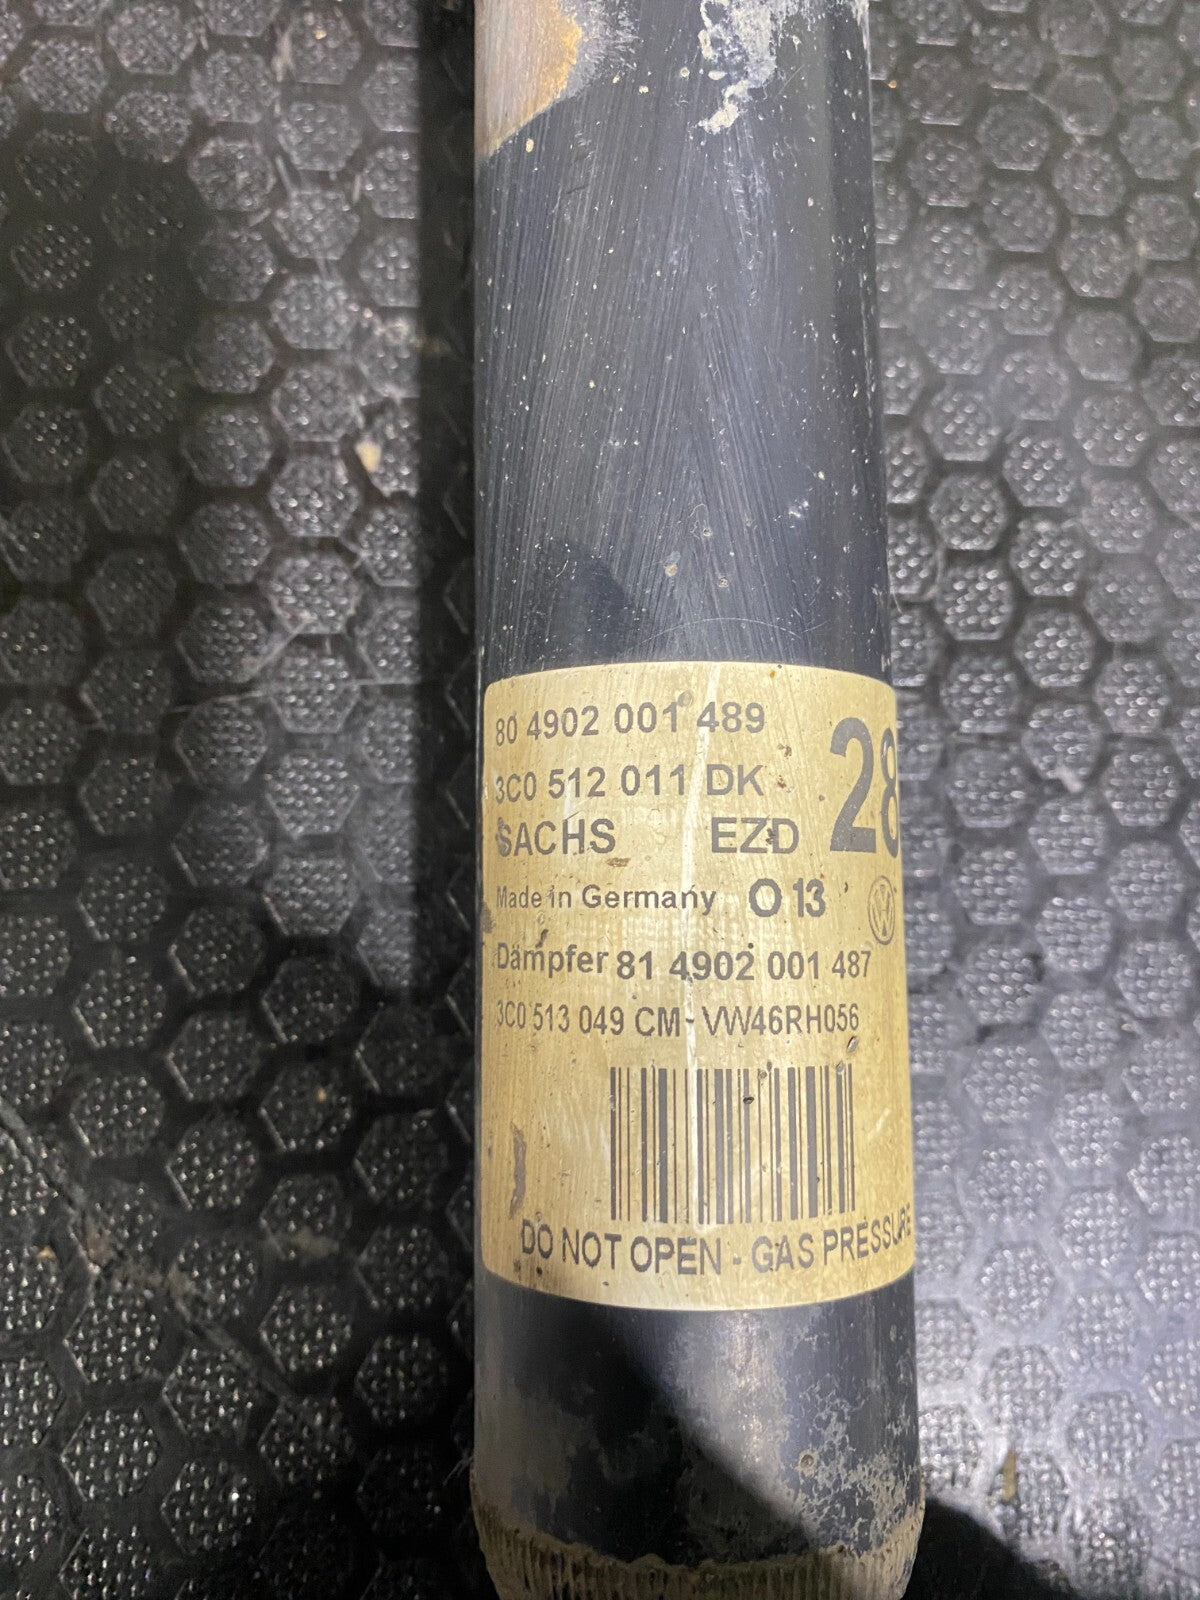 80 4902 001 489
3C0 512 011 DK
28
SACHS EZD
Made in Germany O 13
Dämpfer 81 4902 001 487
3C0 513 049 CM - VW46RH056
DO NOT OPEN - GAS PRESSURE